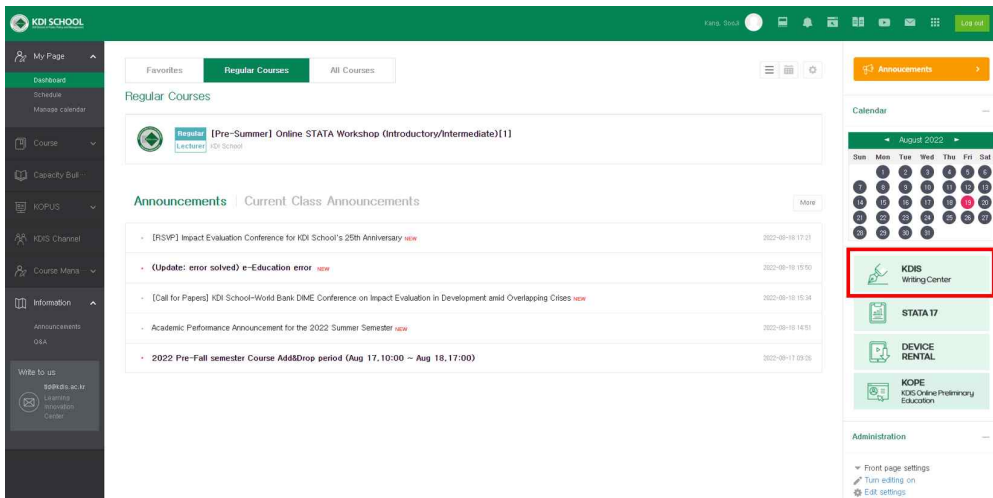 KDI SCHOOL
Log out
My Page
Dashboard
Schedule
Manage calendar
Course
Capacity Buil...
KOPUS
KDIS Channel
Course Mana...
Information
Announcements
Q&A
Write to us
Learning
Innovation
Center
Favorites
Regular Courses
All Courses
Regular Courses
Regular [Pre-Summer] Online STATA Workshop (Introductory/Intermediate)[1]
Lecturer KDI School
Announcements | Current Class Announcements
More
[RSVP] Impact Evaluation Conference for KDI School's 25th Anniversary NEW
(Update: error solved) e-Education error NEW
[Call for Papers] KDI School-World Bank DIME Conference on Impact Evaluation in Development amid Overlapping Crises NEW
Academic Perfomance Announcement for the 2022 Summer Semester NEW
2022 Pre-Fall semester Course Add&Drop period (Aug 17,10:00 ~ Aug 18,17:00)
Annoucements
Calendar
August 2022
Sun Mon Tue Wed Thu Fri Sat
1 2 3 4 5 6
7 8 9 10 11 12 13
14 15 16 17 18 19 20
21 22 23 24 25 26 27
28 29 30 31
KDIS
Writing Center
STATA 17
DEVICE
RENTAL
KOPE
KDIS Online Preliminary
Education
Administration
Front page settings
Turn editing on
Edit settings